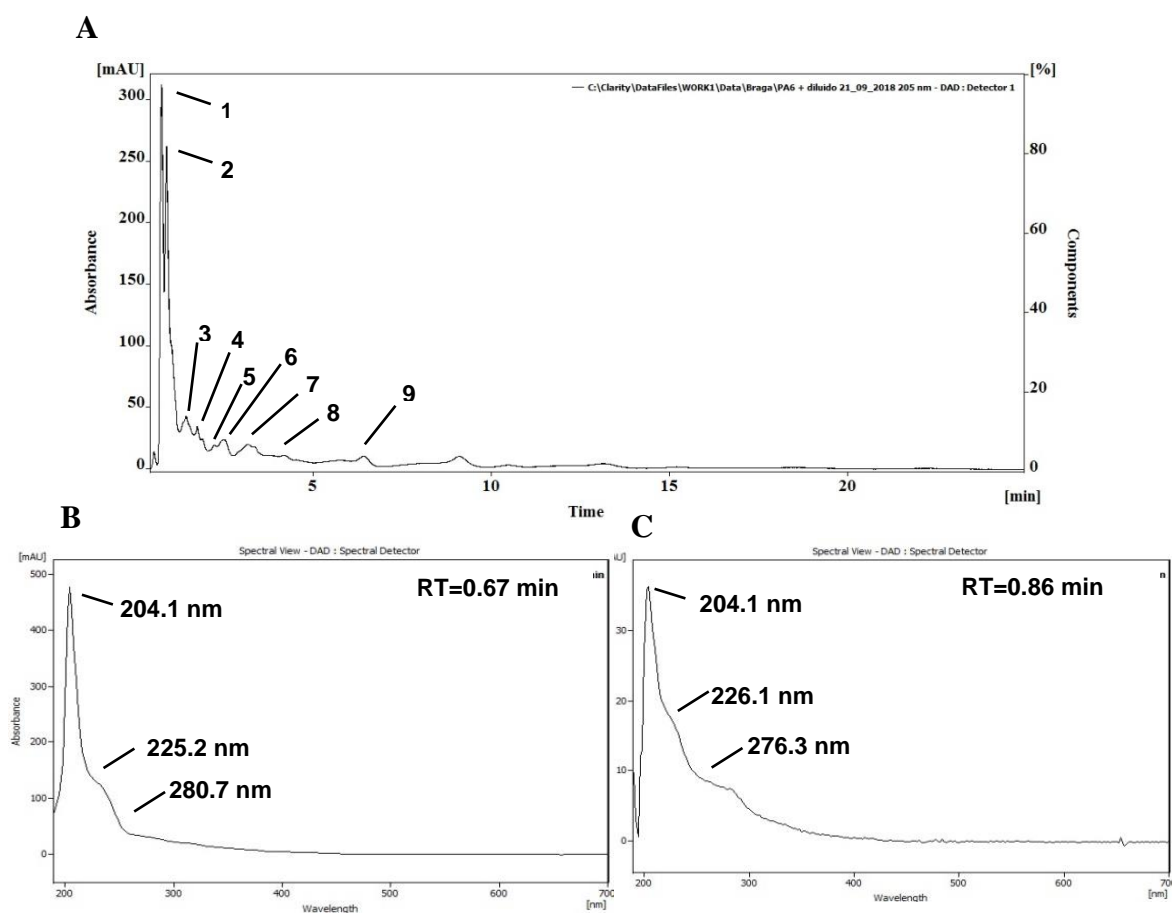 A
[mAU]
[%]
C:\Clarity\DataFiles\WORK1\Data\Braga\PA6 + diluido 21_09_2018 205 nm - DAD : Detector 1
300
250
200
150
100
50
0
Absorbance
80
60
40
20
0
Components
1
2
3
4
5
6
7
8
9
5
10
15
20
[min]
Time
B
Spectral View - DAD : Spectral Detector
[mAU]
in
RT=0.67 min
500
400
300
200
100
0
Absorbance
204.1 nm
225.2 nm
280.7 nm
200
300
400
500
600
700
Wavelength
[nm]
C
Spectral View - DAD : Spectral Detector
AU]
n
RT=0.86 min
30
20
10
0
204.1 nm
226.1 nm
276.3 nm
200
300
400
500
600
700
Wavelength
[nm]